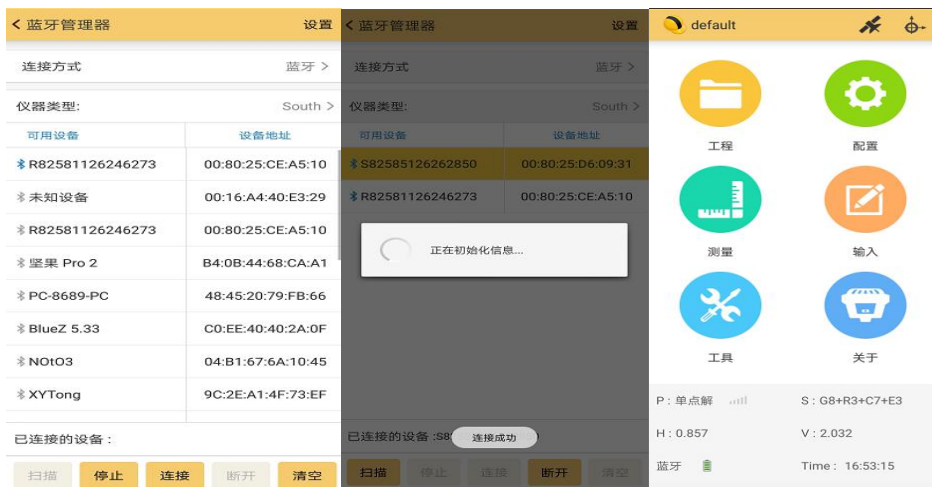 < 蓝牙管理器 设置
连接方式 蓝牙 >
仪器类型: South >
可用设备 设备地址
R82581126246273 00:80:25:CE:A5:10
未知设备 00:16:A4:40:E3:29
R82581126246273 00:80:25:CE:A5:10
坚果 Pro 2 B4:0B:44:68:CA:A1
PC-8689-PC 48:45:20:79:FB:66
BlueZ 5.33 C0:EE:40:40:2A:0F
NOtO3 04:B1:67:6A:10:45
XYTong 9C:2E:A1:4F:73:EF
已连接的设备 :
扫描 停止 连接 断开 清空
< 蓝牙管理器 设置
连接方式 蓝牙 >
仪器类型: South >
可用设备 设备地址
S82585126262850 00:80:25:D6:09:31
R82581126246273 00:80:25:CE:A5:10
正在初始化信息...
已连接的设备 :S8
连接成功
扫描 停止 连接 断开 清空
default
工程 配置
测量 输入
工具 关于
P : 单点解 S : G8+R3+C7+E3
H : 0.857 V : 2.032
蓝牙 Time : 16:53:15